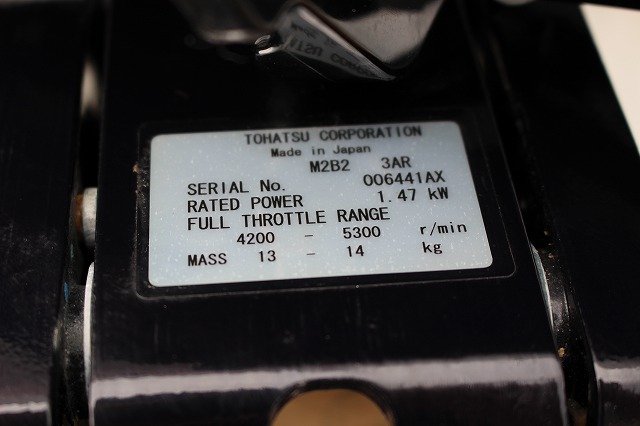 TOHATSU CORPORATION
Made in Japan
M2B2 3AR
SERIAL No. 006441AX
RATED POWER 1.47 kW
FULL THROTTLE RANGE
4200 - 5300 r/min
MASS 13 - 14 kg